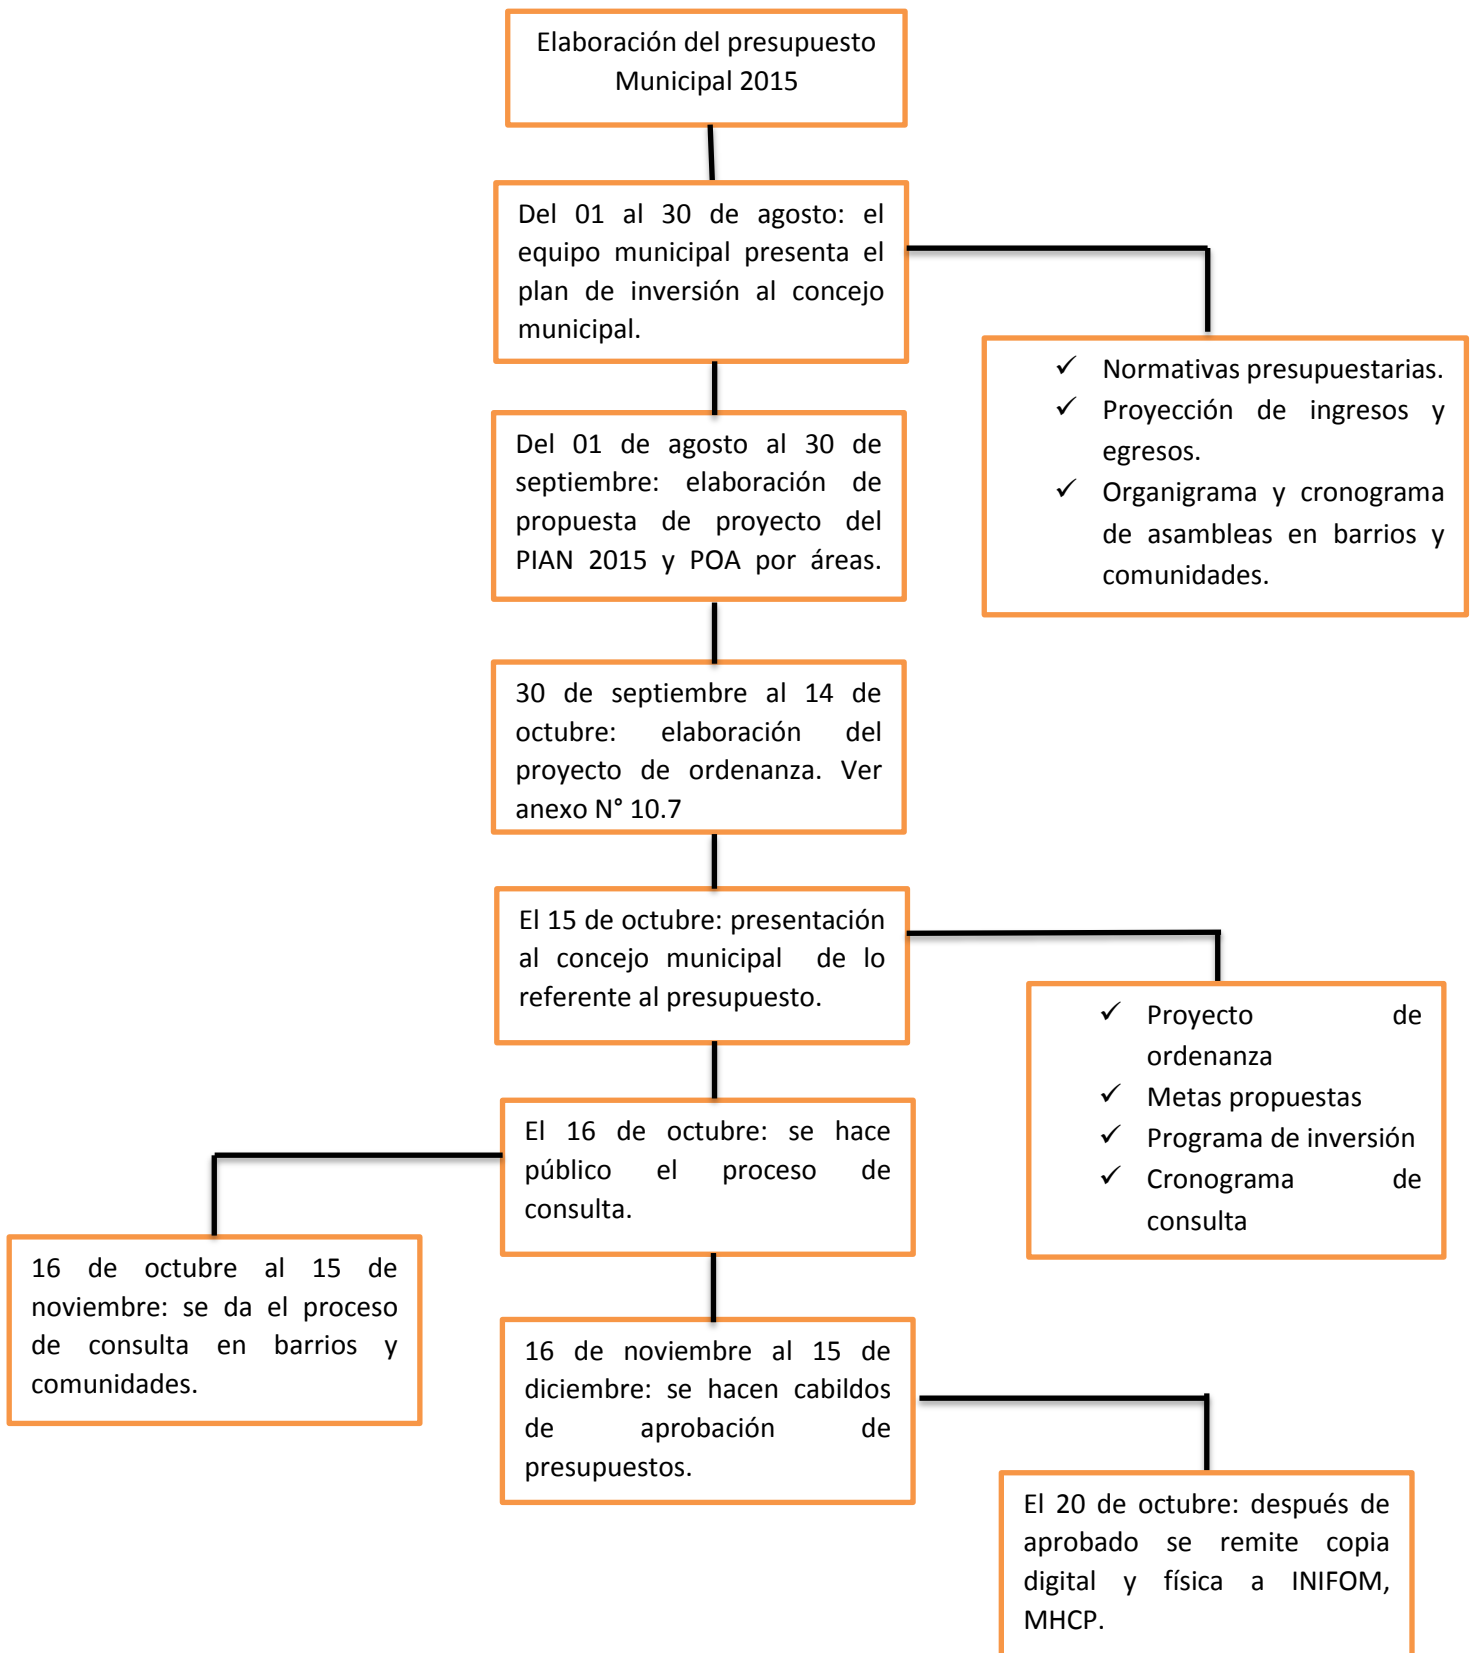 Elaboración del presupuesto
Municipal 2015
Del 01 al 30 de agosto: el
equipo municipal presenta el
plan de inversión al concejo
municipal.
✓ Normativas presupuestarias.
✓ Proyección de ingresos y
egresos.
✓ Organigrama y cronograma
de asambleas en barrios y
comunidades.
Del 01 de agosto al 30 de
septiembre: elaboración de
propuesta de proyecto del
PIAN 2015 y POA por áreas.
30 de septiembre al 14 de
octubre: elaboración del
proyecto de ordenanza. Ver
anexo N° 10.7
El 15 de octubre: presentación
al concejo municipal de lo
referente al presupuesto.
✓ Proyecto de
ordenanza
✓ Metas propuestas
✓ Programa de inversión
✓ Cronograma de
consulta
El 16 de octubre: se hace
público el proceso de
consulta.
16 de octubre al 15 de
noviembre: se da el proceso
de consulta en barrios y
comunidades.
16 de noviembre al 15 de
diciembre: se hacen cabildos
de aprobación de
presupuestos.
El 20 de octubre: después de
aprobado se remite copia
digital y física a INIFOM,
MHCP.